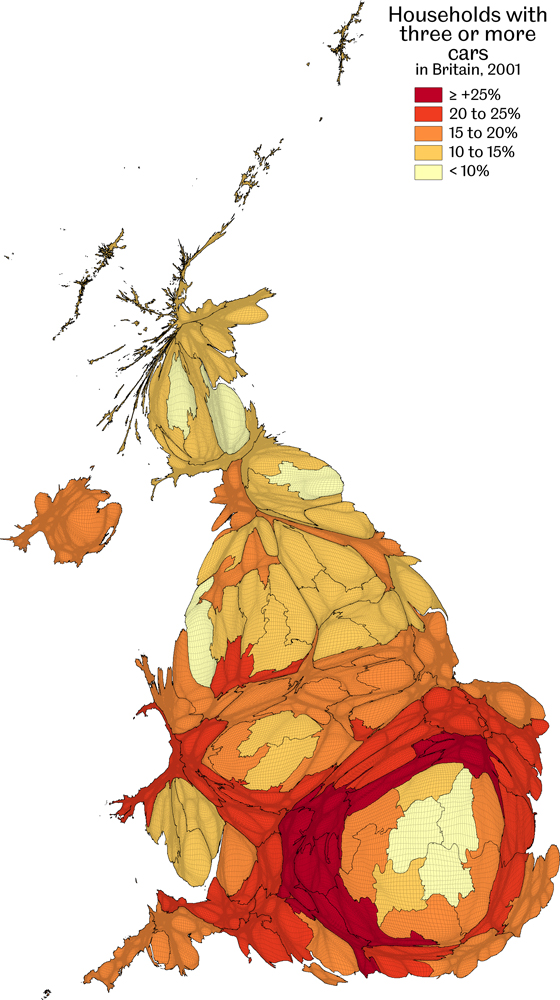 Households with
three or more
cars
in Britain, 2001
≥ +25%
20 to 25%
15 to 20%
10 to 15%
< 10%